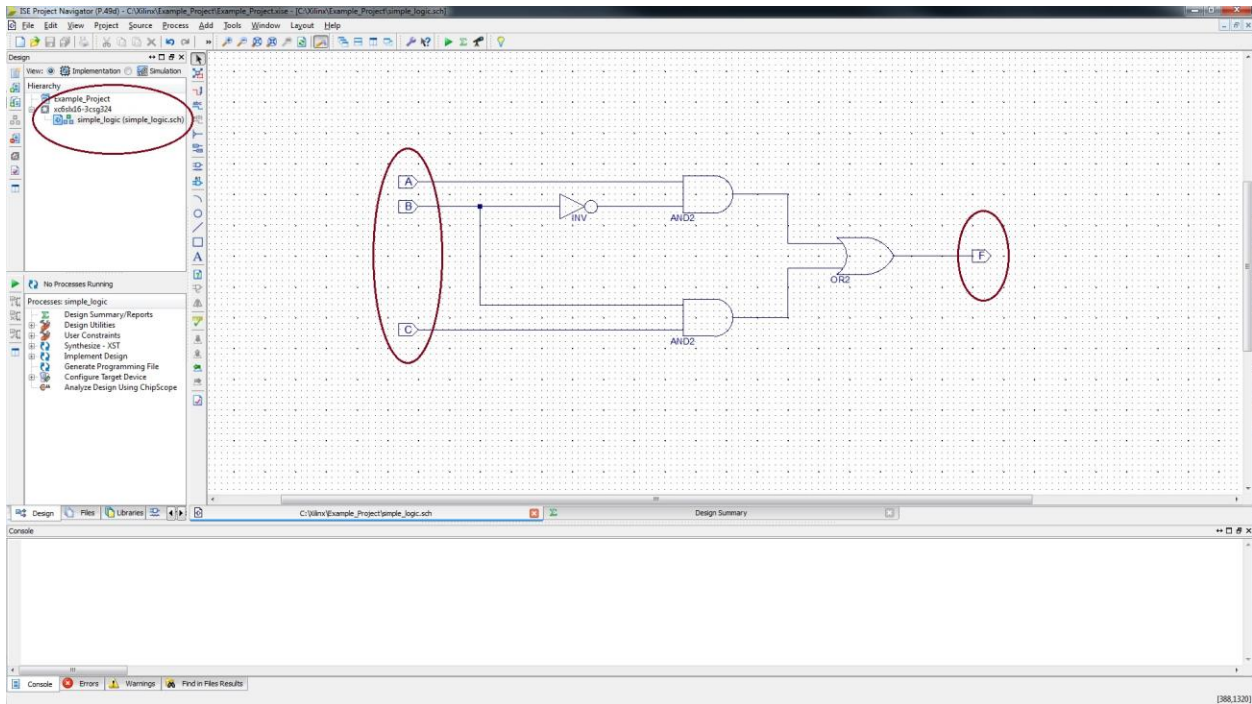 ISE Project Navigator (P.49d) - C:\Xilinx\Example_Project\Example_Project.xise - [C:\Xilinx\Example_Project\simple_logic.sch]
File Edit View Project Source Process Add Tools Window Layout Help
Design
View: Implementation Simulation
Hierarchy
Example_Project
xc6slx16-3csg324
simple_logic (simple_logic.sch)
No Processes Running
Processes: simple_logic
Design Summary/Reports
Design Utilities
User Constraints
Synthesize - XST
Implement Design
Generate Programming File
Configure Target Device
Analyze Design Using ChipScope
A
B
INV
AND2
OR2
F
C
AND2
Design Files Libraries
C:\Xilinx\Example_Project\simple_logic.sch Design Summary
Console
Console Errors Warnings Find in Files Results
[388,1320]